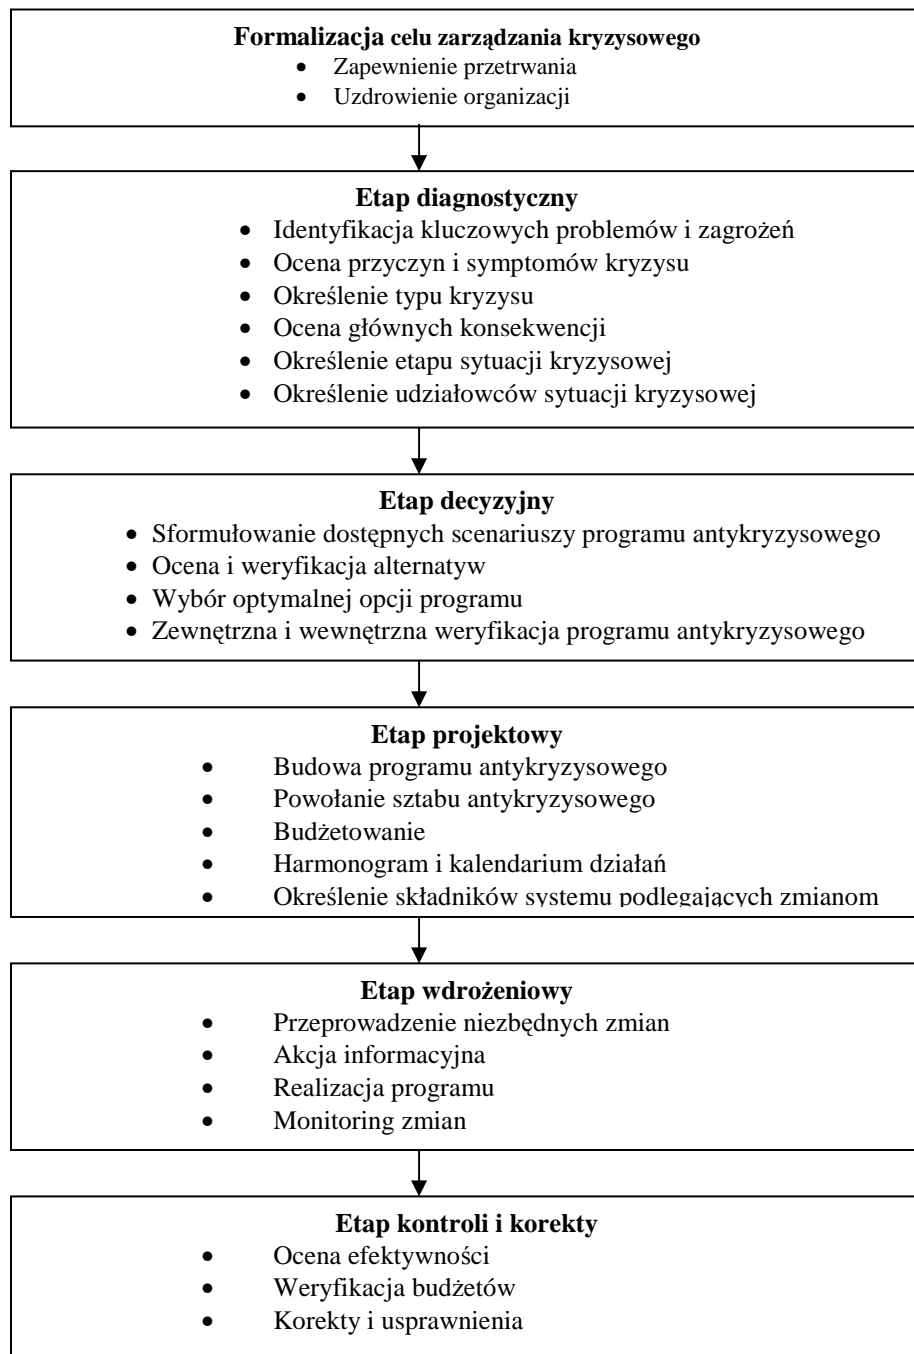 Formalizacja celu zarządzania kryzysowego
• Zapewnienie przetrwania
• Uzdrowienie organizacji
Etap diagnostyczny
• Identyfikacja kluczowych problemów i zagrożeń
• Ocena przyczyn i symptomów kryzysu
• Określenie typu kryzysu
• Ocena głównych konsekwencji
• Określenie etapu sytuacji kryzysowej
• Określenie udziałowców sytuacji kryzysowej
Etap decyzyjny
• Sformułowanie dostępnych scenariuszy programu antykryzysowego
• Ocena i weryfikacja alternatyw
• Wybór optymalnej opcji programu
• Zewnętrzna i wewnętrzna weryfikacja programu antykryzysowego
Etap projektowy
• Budowa programu antykryzysowego
• Powołanie sztabu antykryzysowego
• Budżetowanie
• Harmonogram i kalendarium działań
• Określenie składników systemu podlegających zmianom
Etap wdrożeniowy
• Przeprowadzenie niezbędnych zmian
• Akcja informacyjna
• Realizacja programu
• Monitoring zmian
Etap kontroli i korekty
• Ocena efektywności
• Weryfikacja budżetów
• Korekty i usprawnienia